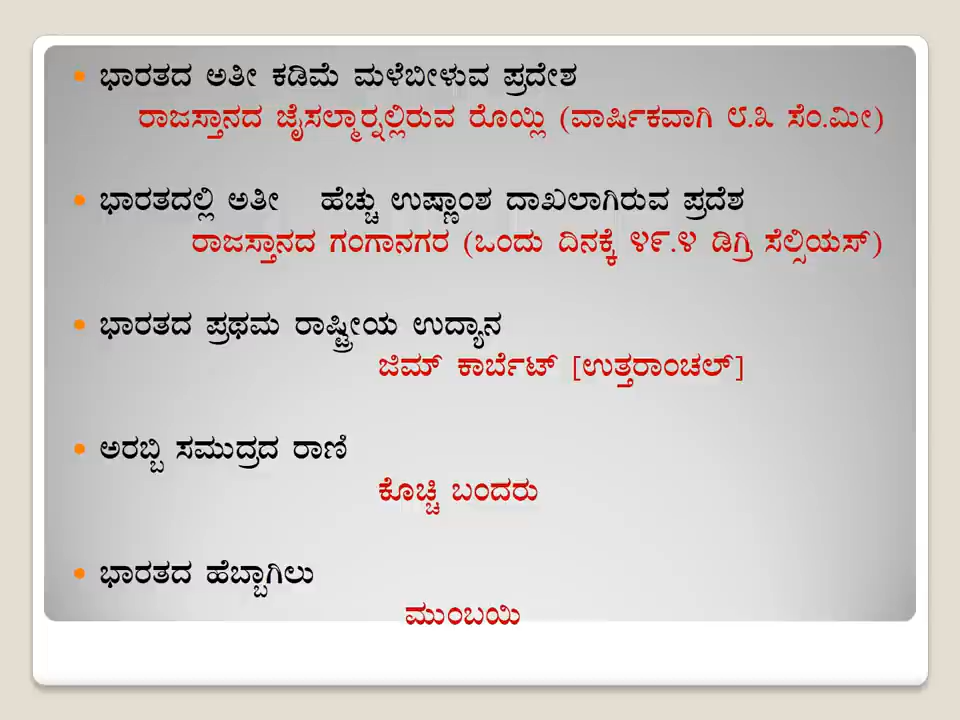 ಭಾರತದ ಅತೀ ಕಡಿಮೆ ಮಳೆಬೀಳುವ ಪ್ರದೇಶ
ರಾಜಸ್ತಾನದ ಜೈಸಲ್ಮಾರ್‍ನಲ್ಲಿರುವ ರೊಯ್ಲಿ (ವಾರ್ಷಿಕವಾಗಿ ೮.೩ ಸೆಂ.ಮೀ)
ಭಾರತದಲ್ಲಿ ಅತೀ ಹೆಚ್ಚು ಉಷ್ಣಾಂಶ ದಾಖಲಾಗಿರುವ ಪ್ರದೆಶ
ರಾಜಸ್ತಾನದ ಗಂಗಾನಗರ (ಒಂದು ದಿನಕ್ಕೆ ೪೯.೪ ಡಿಗ್ರಿ ಸೆಲ್ಸಿಯಸ್)
ಭಾರತದ ಪ್ರಥಮ ರಾಷ್ಟ್ರೀಯ ಉದ್ಯಾನ
ಜಿಮ್ ಕಾರ್ಬೆಟ್ [ಉತ್ತರಾಂಚಲ್]
ಅರಬ್ಬಿ ಸಮುದ್ರದ ರಾಣಿ
ಕೊಚ್ಚಿ ಬಂದರು
ಭಾರತದ ಹೆಬ್ಬಾಗಿಲು
ಮುಂಬಯಿ